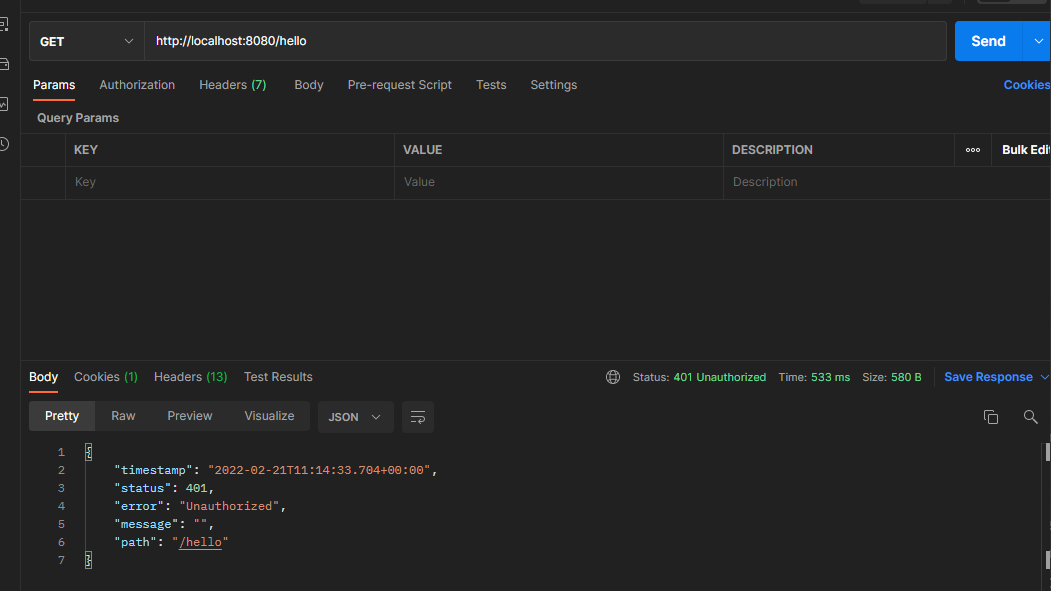 GET http://localhost:8080/hello Send
Params Authorization Headers (7) Body Pre-request Script Tests Settings Cookies
Query Params
KEY VALUE DESCRIPTION ooo Bulk Edit
Key Value Description
Body Cookies (1) Headers (13) Test Results Status: 401 Unauthorized Time: 533 ms Size: 580 B Save Response
Pretty Raw Preview Visualize JSON
1 {
2 "timestamp": "2022-02-21T11:14:33.704+00:00",
3 "status": 401,
4 "error": "Unauthorized",
5 "message": "",
6 "path": "/hello"
7 }